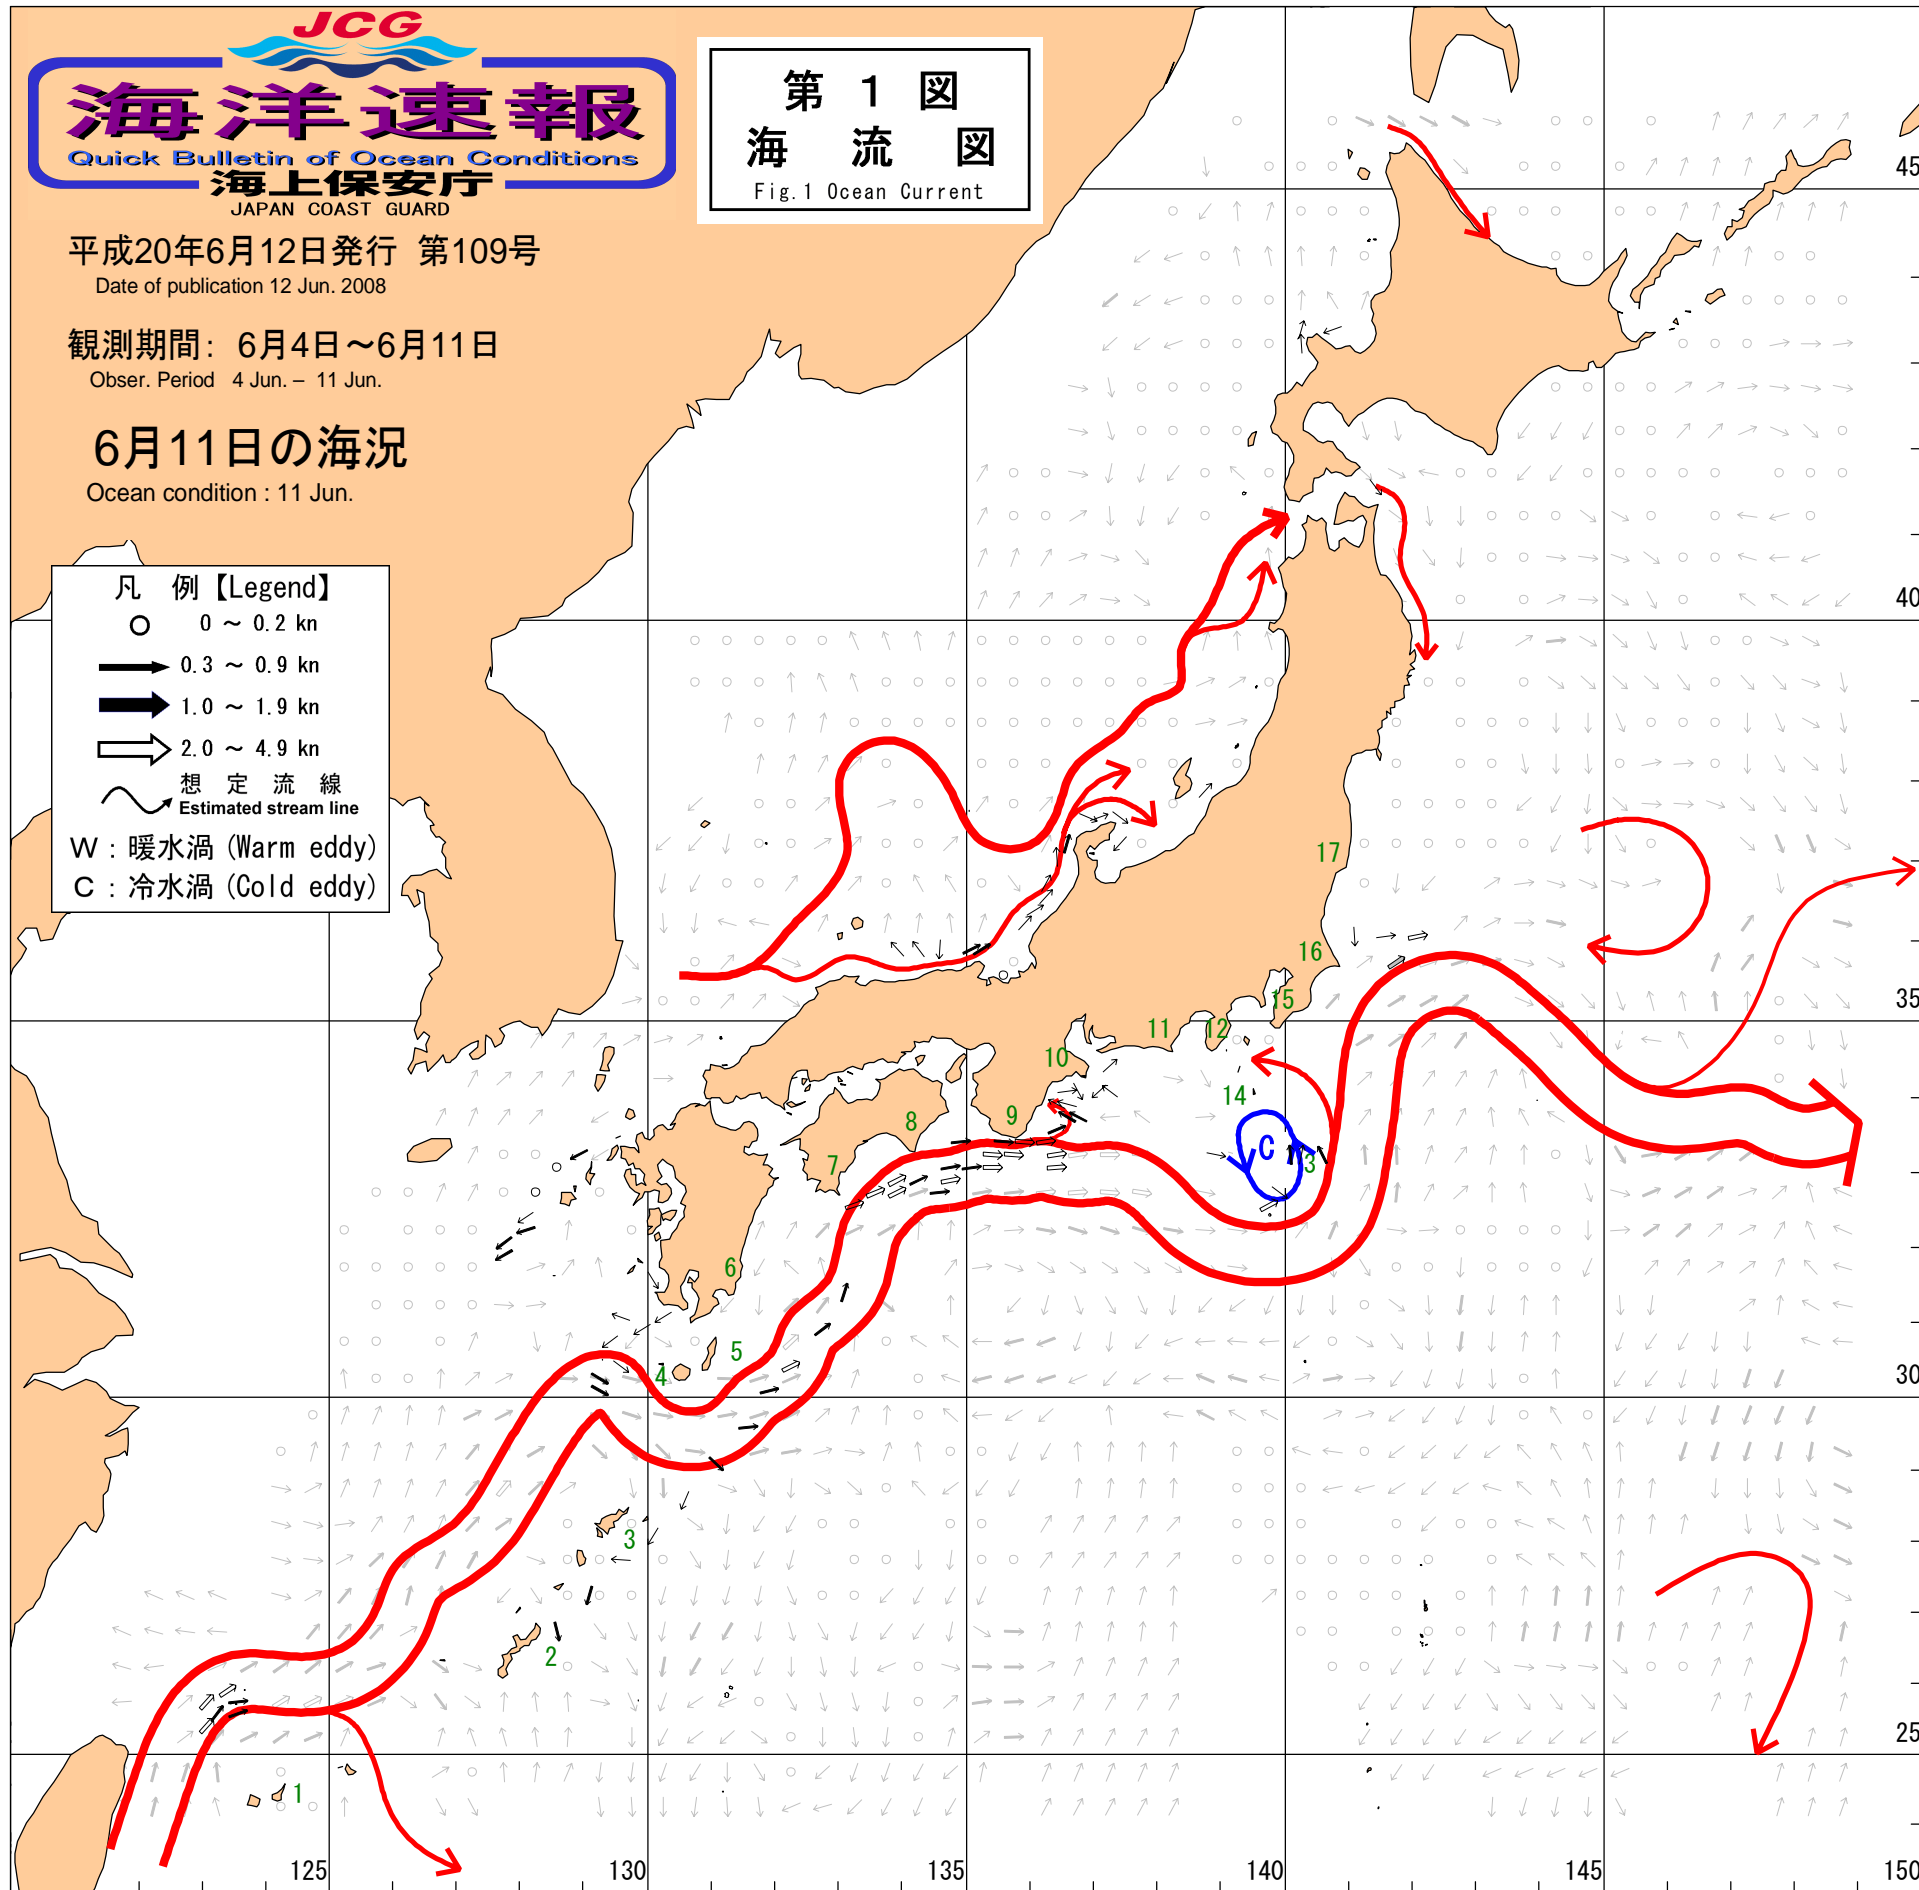 JCG
海洋速報
Quick Bulletin of Ocean Conditions
海上保安庁
JAPAN COAST GUARD
第 1 図
海 流 図
Fig.1 Ocean Current
平成20年6月12日発行 第109号
Date of publication 12 Jun. 2008
観測期間: 6月4日～6月11日
Obser. Period 4 Jun. – 11 Jun.
6月11日の海況
Ocean condition : 11 Jun.
凡 例【Legend】
0 ～ 0.2 kn
0.3 ～ 0.9 kn
1.0 ～ 1.9 kn
2.0 ～ 4.9 kn
想 定 流 線
Estimated stream line
W : 暖水渦 (Warm eddy)
C : 冷水渦 (Cold eddy)
45
40
17
16
35
15
12
11
10
14
9
8
C
13
7
6
5
4
30
3
2
25
1
125
130
135
140
145
150